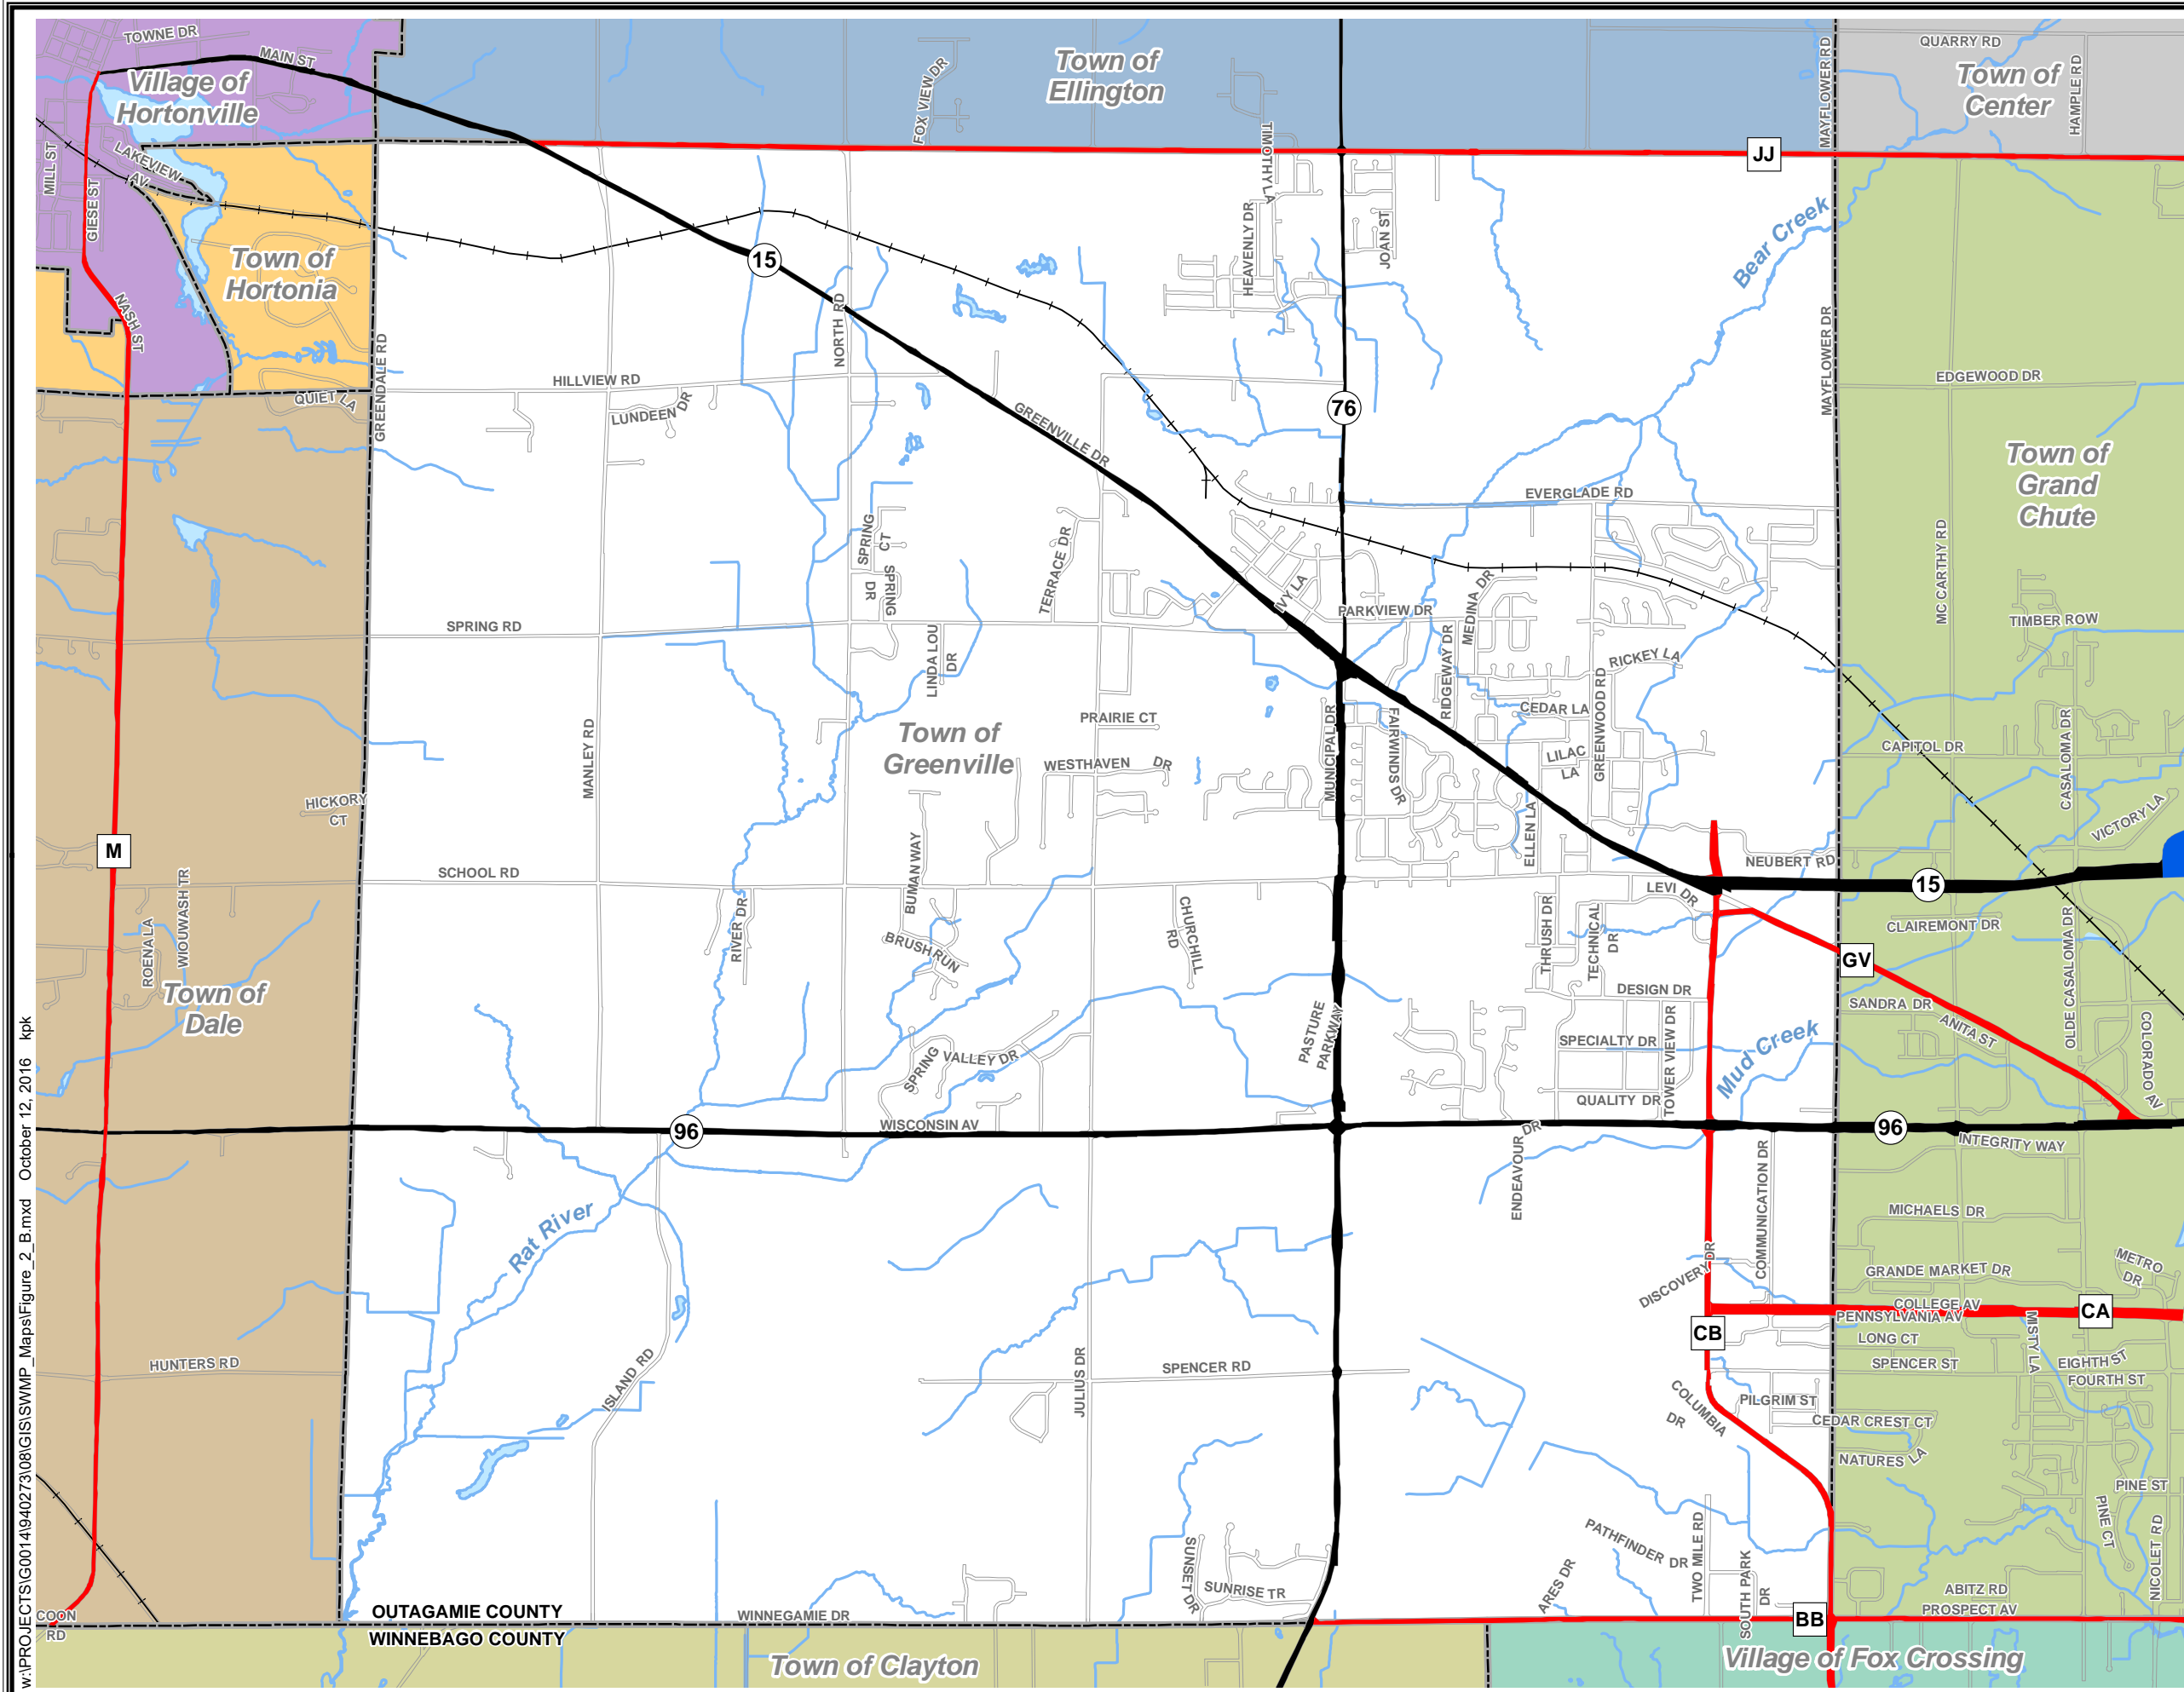 TOWNE DR
MAIN ST
Village of
Hortonville
MILL ST
LAKEVIEW
AV
GIESE ST
NASH ST
Town of
Hortonia
QUIET LA
GREENDALE RD
FOX VIEW DR
Town of
Ellington
TIMOTHY LA
MAYFLOWER RD
QUARRY RD
Town of
Center
HAMPLE RD
JJ
HEAVENLY DR
JOAN ST
Bear Creek
15
NORTH RD
HILLVIEW RD
LUNDEEN DR
GREENVILLE DR
76
MAYFLOWER DR
EDGEWOOD DR
Town of
Grand
Chute
EVERGLADE RD
SPRING
CT
SPRING
DR
TERRACE DR
IVY LA
PARKVIEW DR
MEDINA DR
RIDGEWAY DR
MC CARTHY RD
TIMBER ROW
SPRING RD
LINDA LOU
DR
RICKEY LA
GREENWOOD RD
CEDAR LA
LILAC
LA
MANLEY RD
Town of
Greenville
PRAIRIE CT
WESTHAVEN DR
MUNICIPAL DR
FAIRWINDS DR
ELLEN LA
CAPITOL DR
CASALOMA DR
VICTORY LA
HICKORY
CT
M
SCHOOL RD
BUMAN WAY
NEUBERT RD
15
LEVI DR
CLAIREMONT DR
WIOUWASH TR
ROENA LA
RIVER DR
BRUSH RUN
CHURCHILL
RD
THRUSH DR
TECHNICAL
DR
GV
OLDE CASALOMA DR
Town of
Dale
DESIGN DR
SANDRA DR
ANITA ST
PASTURE
PARKWAY
SPECIALTY DR
TOWER VIEW DR
Mud Creek
COLORADO AV
SPRING VALLEY DR
QUALITY DR
96
WISCONSIN AV
96
INTEGRITY WAY
ENDEAVOUR DR
COMMUNICATION DR
Rat River
MICHAELS DR
METRO
DR
DISCOVERY DR
GRANDE MARKET DR
COLLEGE AV
PENNSYLVANIA AV
CA
CB
MISTY LA
LONG CT
HUNTERS RD
ISLAND RD
JULIUS DR
SPENCER RD
SPENCER ST
EIGHTH ST
FOURTH ST
COLUMBIA
DR
PILGRIM ST
CEDAR CREST CT
NATURES LA
PINE ST
PINE CT
NICOLET RD
SUNSET DR
SUNRISE TR
PATHFINDER DR
TWO MILE RD
ARES DR
SOUTH PARK
DR
ABITZ RD
PROSPECT AV
BB
COON
RD
OUTAGAMIE COUNTY
WINNEBAGO COUNTY
WINNEGAMIE DR
Town of Clayton
Village of Fox Crossing
w:\PROJECTS\G0014\940273\08\GIS\SWMP_Maps\Figure_2_B.mxd October 12, 2016 kpk